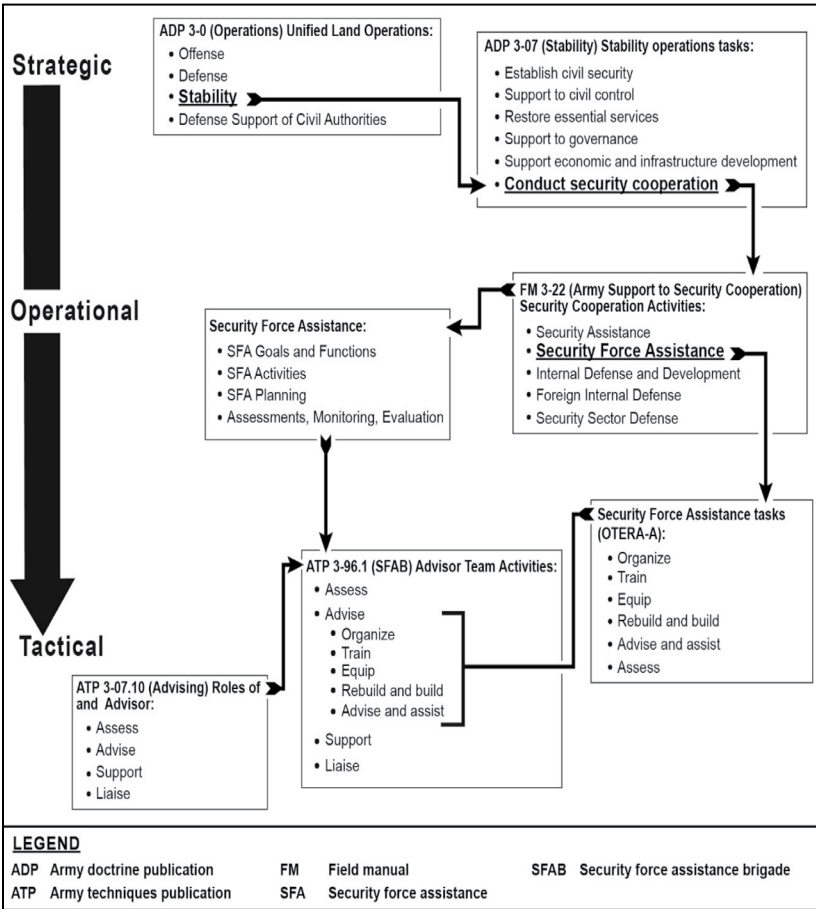 Strategic
Operational
Tactical
ADP 3-0 (Operations) Unified Land Operations:
• Offense
• Defense
• Stability
• Defense Support of Civil Authorities
ADP 3-07 (Stability) Stability operations tasks:
• Establish civil security
• Support to civil control
• Restore essential services
• Support to governance
• Support economic and infrastructure development
• Conduct security cooperation
FM 3-22 (Army Support to Security Cooperation)
Security Cooperation Activities:
• Security Assistance
• Security Force Assistance
• Internal Defense and Development
• Foreign Internal Defense
• Security Sector Defense
Security Force Assistance:
• SFA Goals and Functions
• SFA Activities
• SFA Planning
• Assessments, Monitoring, Evaluation
Security Force Assistance tasks
(OTERA-A):
• Organize
• Train
• Equip
• Rebuild and build
• Advise and assist
• Assess
ATP 3-96.1 (SFAB) Advisor Team Activities:
• Assess
• Advise
• Organize
• Train
• Equip
• Rebuild and build
• Advise and assist
• Support
• Liaise
ATP 3-07.10 (Advising) Roles of
and Advisor:
• Assess
• Advise
• Support
• Liaise
LEGEND
ADP Army doctrine publication FM Field manual SFAB Security force assistance brigade
ATP Army techniques publication SFA Security force assistance